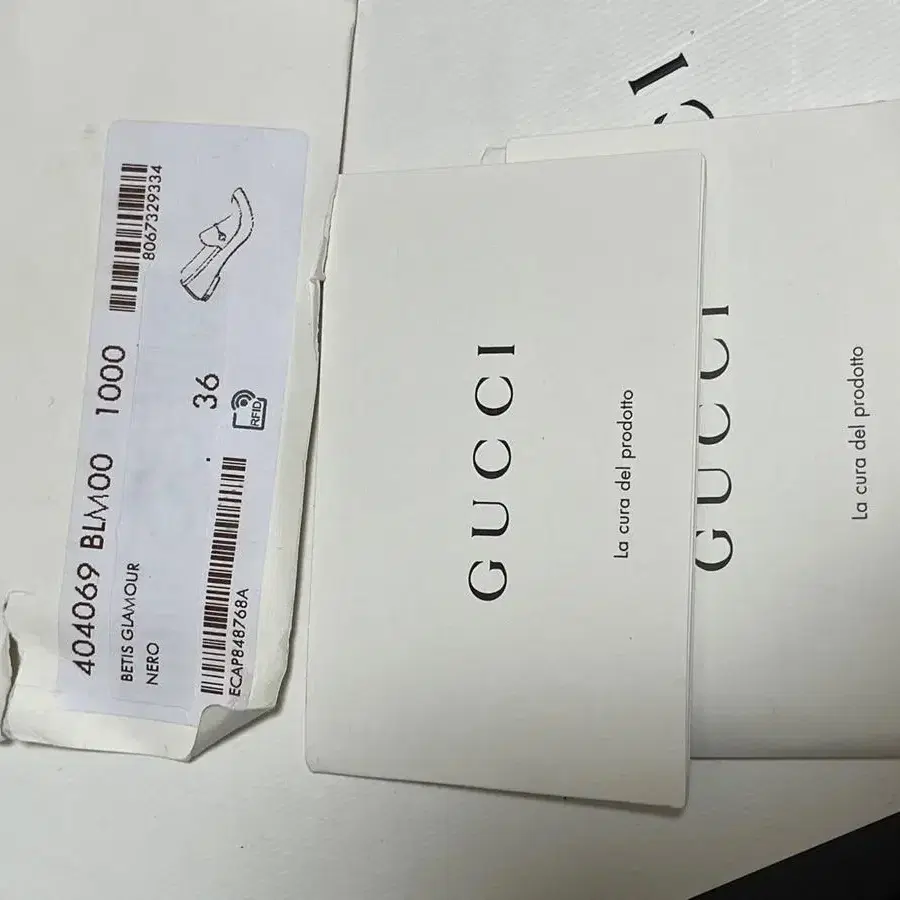 404069 BLM00 1000
BETIS GLAMOUR
NERO
8067329334
36
RFID
ECAP848768A
GUCCI
La cura del prodotto
GUCCI
La cura del prodotto
CI